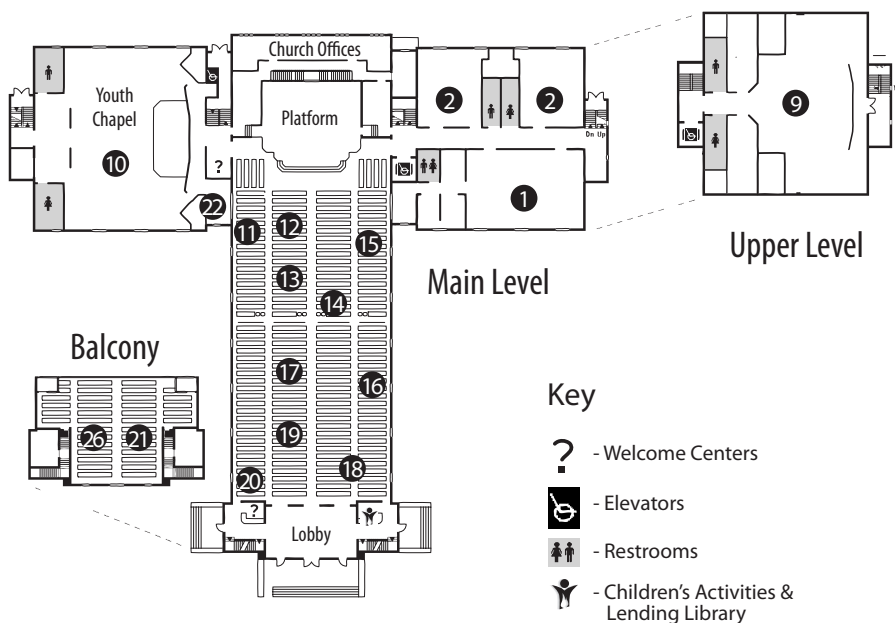 Church Offices
Youth
Chapel
10
Platform
2
2
Dn Up
9
?
22
1
11
12
15
13
14
Upper Level
Main Level
Balcony
17
16
26
21
19
18
20
?
Lobby
Key
? - Welcome Centers
- Elevators
- Restrooms
- Children's Activities &
Lending Library